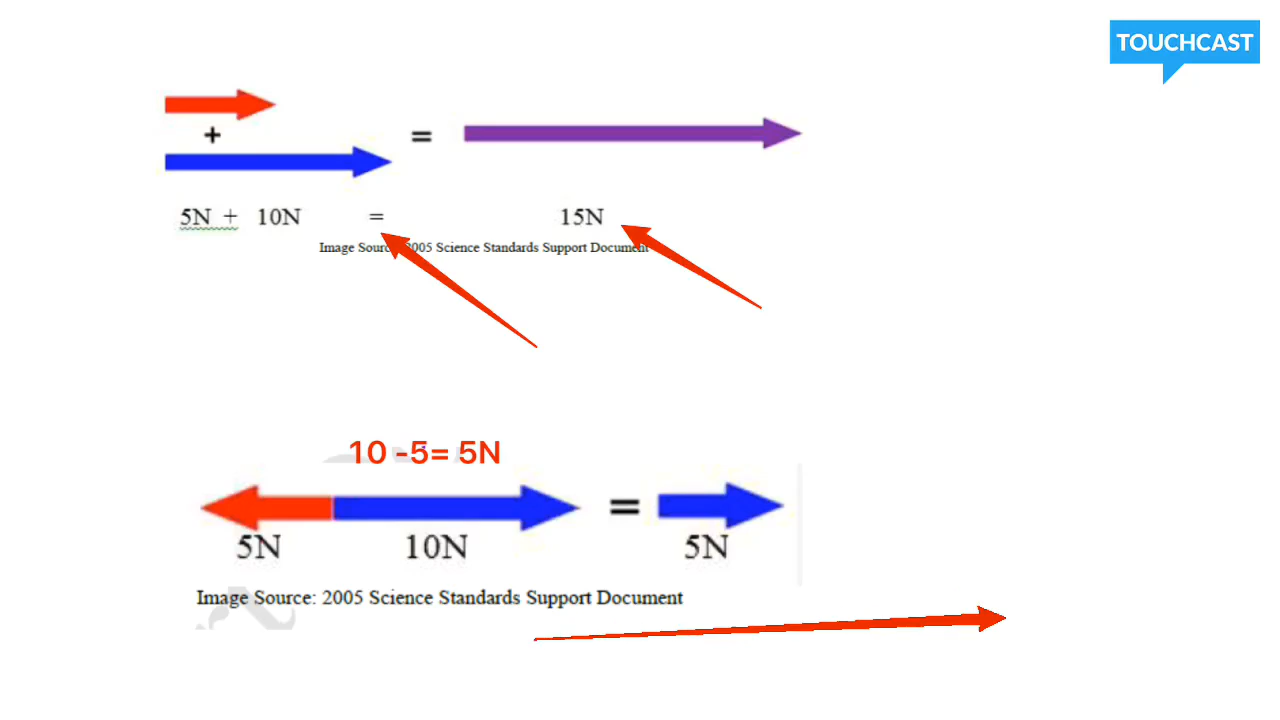 TOUCHCAST
+
=
5N + 10N = 15N
Image Source: 2005 Science Standards Support Document
10 -5= 5N
=
5N 10N 5N
Image Source: 2005 Science Standards Support Document